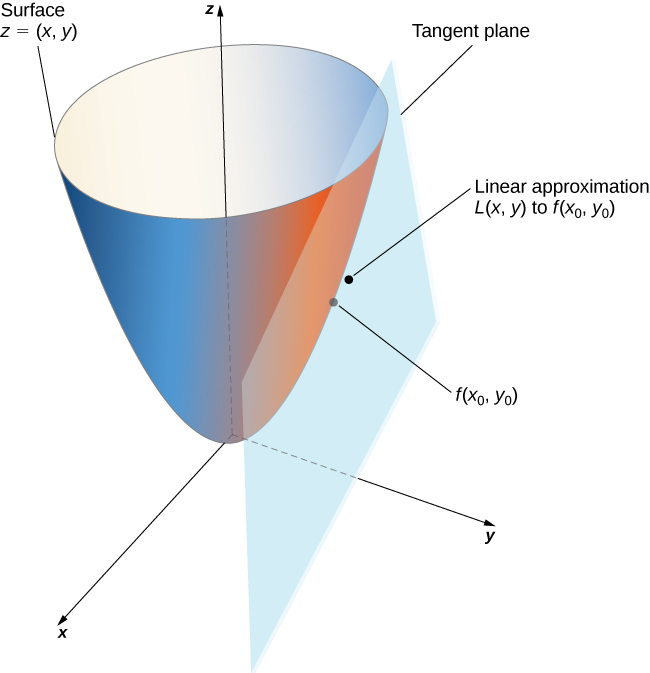 Surface
z = (x, y)
z
Tangent plane
Linear approximation
L(x, y) to f(x₀, y₀)
f(x₀, y₀)
y
x